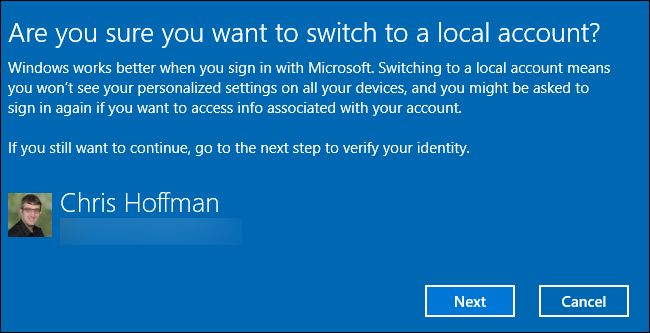 Are you sure you want to switch to a local account?
Windows works better when you sign in with Microsoft. Switching to a local account means
you won't see your personalized settings on all your devices, and you might be asked to
sign in again if you want to access info associated with your account.
If you still want to continue, go to the next step to verify your identity.
Chris Hoffman
Next
Cancel